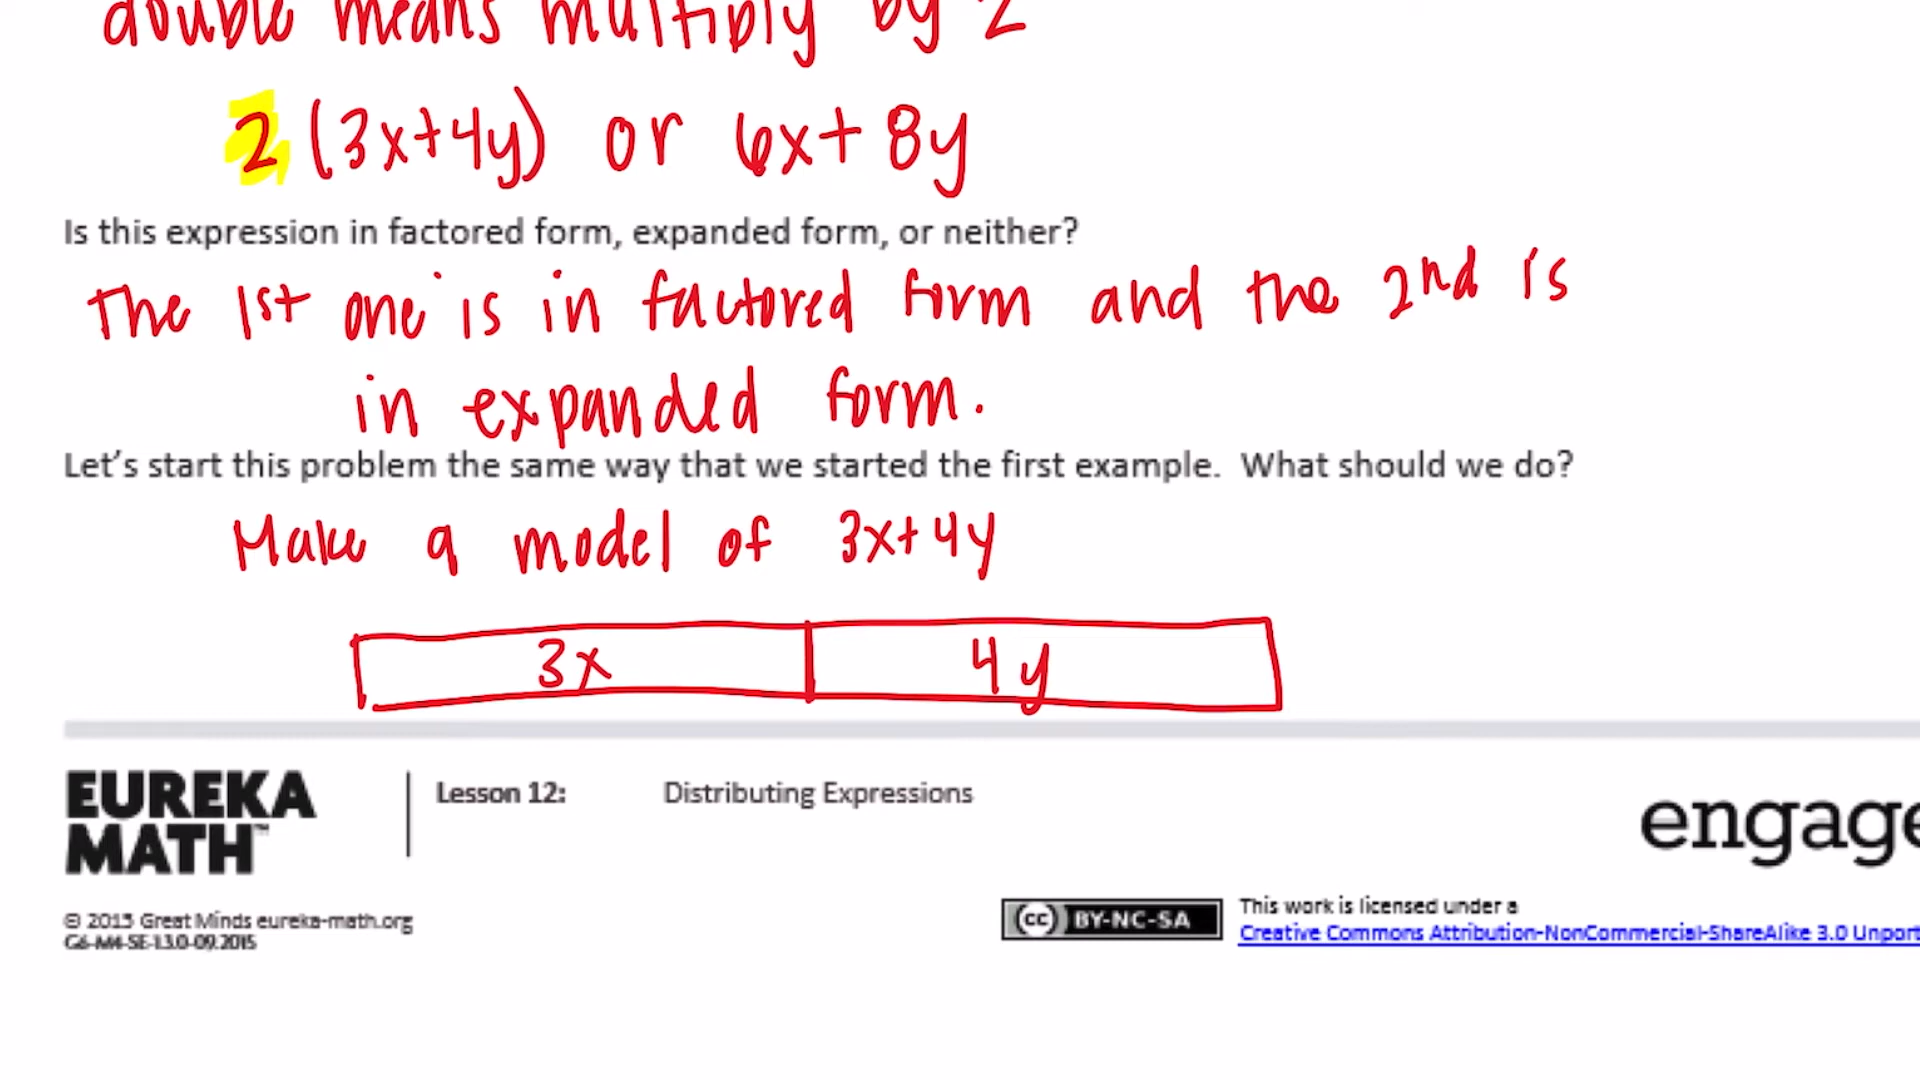 double means multiply by 2
2 (3x+4y) or 6x+8y
Is this expression in factored form, expanded form, or neither?
The 1st one is in factored form and the 2nd is
in expanded form.
Let's start this problem the same way that we started the first example. What should we do?
Make a model of 3x+4y
3x 4y
EUREKA
MATH™
Lesson 12: Distributing Expressions
engage
© 2015 Great Minds eureka-math.org
G6-M4-SE-1.3.0-09.2015
cc BY-NC-SA
This work is licensed under a
Creative Commons Attribution-NonCommercial-ShareAlike 3.0 Unport